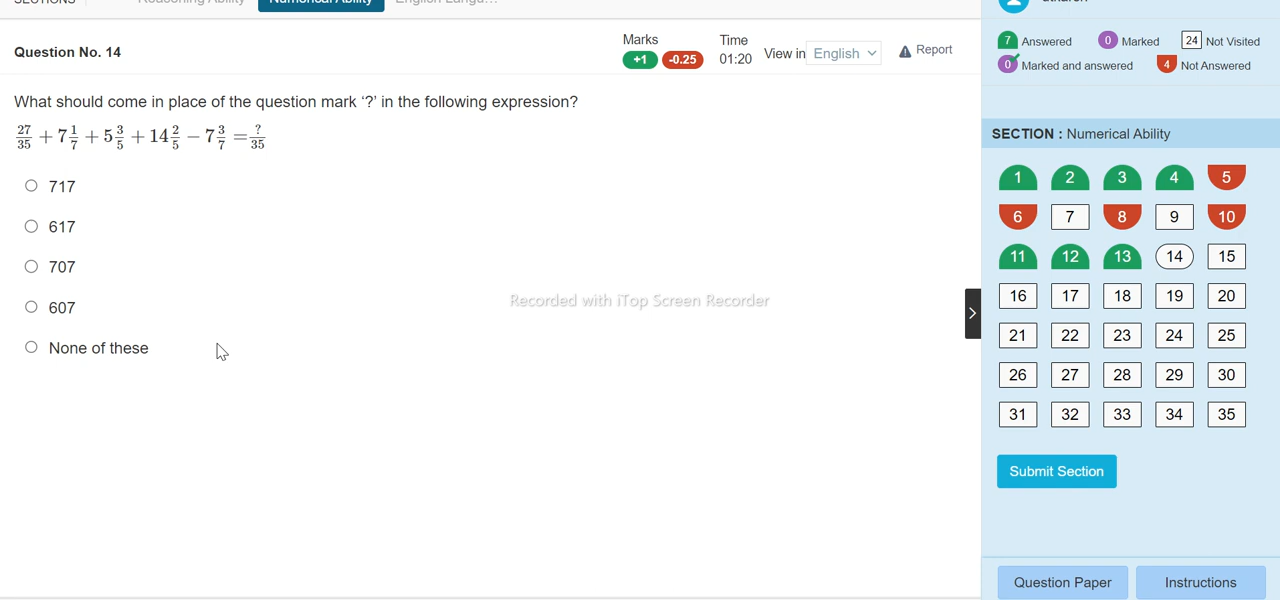 SECTIONS Reasoning Ability Numerical Ability English Langu...
Question No. 14 Marks +1 -0.25 Time 01:20 View in English Report
What should come in place of the question mark ‘?’ in the following expression?
27/35 + 7 1/7 + 5 3/5 + 14 2/5 − 7 3/7 = ?/35
717
617
707
607
None of these
Recorded with iTop Screen Recorder
7 Answered 0 Marked 24 Not Visited
0 Marked and answered 4 Not Answered
SECTION : Numerical Ability
1 2 3 4 5
6 7 8 9 10
11 12 13 14 15
16 17 18 19 20
21 22 23 24 25
26 27 28 29 30
31 32 33 34 35
Submit Section
Question Paper Instructions